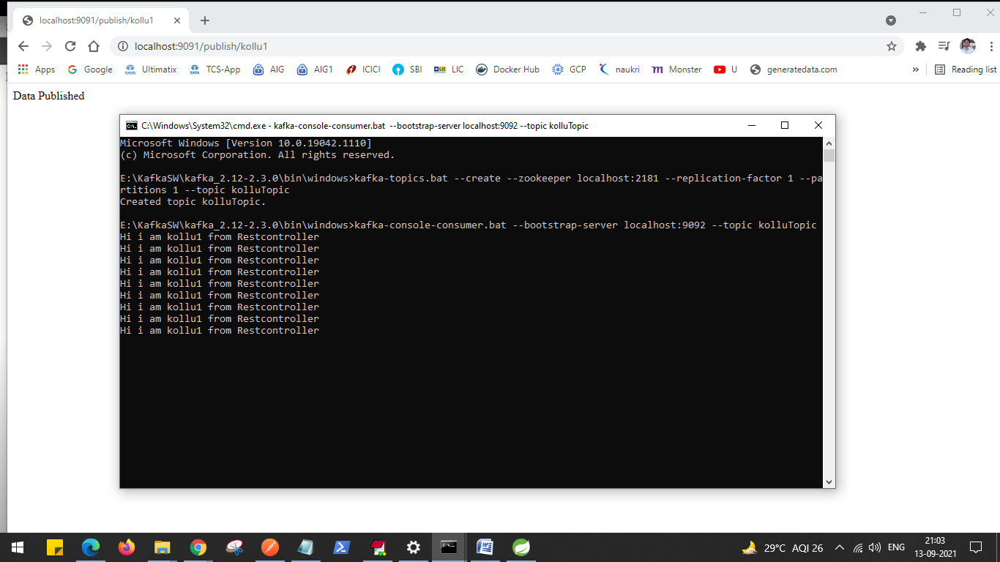 localhost:9091/publish/kollu1
localhost:9091/publish/kollu1
Apps Google Ultimatix TCS-App AIG AIG1 ICICI SBI LIC Docker Hub GCP naukri Monster U generatedata.com » Reading list
Data Published
C:\Windows\System32\cmd.exe - kafka-console-consumer.bat --bootstrap-server localhost:9092 --topic kolluTopic
Microsoft Windows [Version 10.0.19042.1110]
(c) Microsoft Corporation. All rights reserved.
E:\KafkaSW\kafka_2.12-2.3.0\bin\windows>kafka-topics.bat --create --zookeeper localhost:2181 --replication-factor 1 --pa
rtitions 1 --topic kolluTopic
Created topic kolluTopic.
E:\KafkaSW\kafka_2.12-2.3.0\bin\windows>kafka-console-consumer.bat --bootstrap-server localhost:9092 --topic kolluTopic
Hi i am kollu1 from Restcontroller
Hi i am kollu1 from Restcontroller
Hi i am kollu1 from Restcontroller
Hi i am kollu1 from Restcontroller
Hi i am kollu1 from Restcontroller
Hi i am kollu1 from Restcontroller
Hi i am kollu1 from Restcontroller
Hi i am kollu1 from Restcontroller
Hi i am kollu1 from Restcontroller
29°C AQI 26 ENG 21:03
13-09-2021